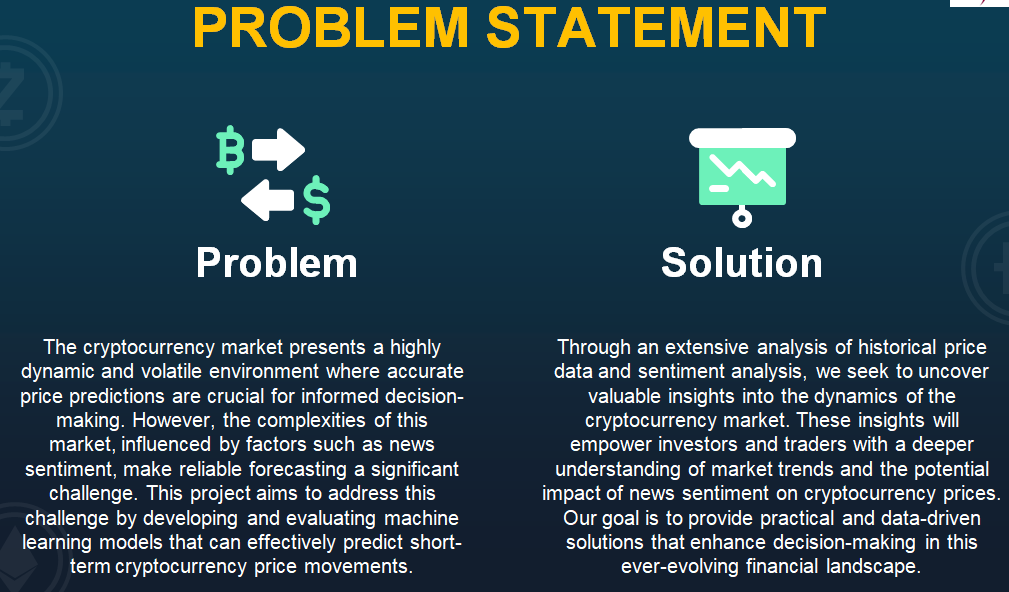 PROBLEM STATEMENT
Problem
The cryptocurrency market presents a highly
dynamic and volatile environment where accurate
price predictions are crucial for informed decision-
making. However, the complexities of this
market, influenced by factors such as news
sentiment, make reliable forecasting a significant
challenge. This project aims to address this
challenge by developing and evaluating machine
learning models that can effectively predict short-
term cryptocurrency price movements.
Solution
Through an extensive analysis of historical price
data and sentiment analysis, we seek to uncover
valuable insights into the dynamics of the
cryptocurrency market. These insights will
empower investors and traders with a deeper
understanding of market trends and the potential
impact of news sentiment on cryptocurrency prices.
Our goal is to provide practical and data-driven
solutions that enhance decision-making in this
ever-evolving financial landscape.